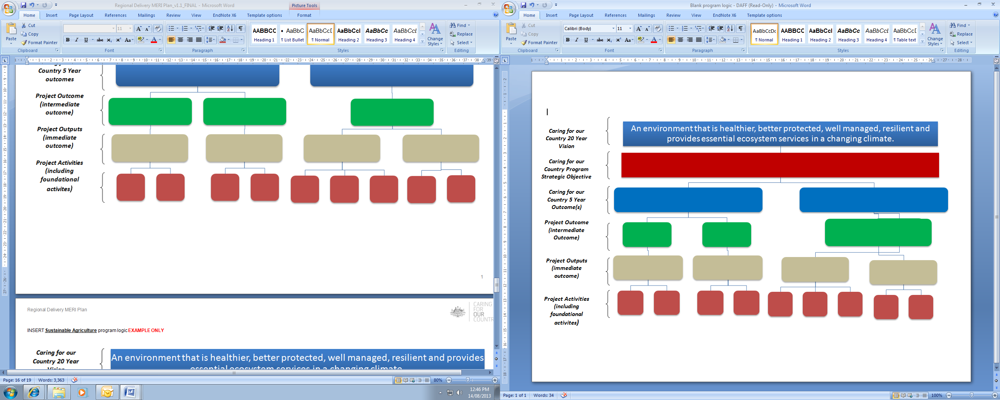 Regional Delivery MERI Plan_v1.1_FINAL - Microsoft Word
Picture Tools
Home Insert Page Layout References Mailings Review View EndNote X6 Template options Format
Paste
Cut
Copy
Format Painter
Clipboard
11
Font
Paragraph
AABBCC AaBbC AaBbCcD AaBbCcI AaBbCc AaBbCcL
Heading 1 ¶ List Bullet ¶ Normal Heading 2 Heading 3 Heading 4
Change Styles
Styles
Find
Replace
Select
Editing
Country 5 Year
outcomes
Project Outcome
(intermediate
outcome)
Project Outputs
(immediate
outcome)
Project Activities
(including
foundational
activites)
1
Regional Delivery MERI Plan
CARING
FOR
OUR
COUNTR
INSERT Sustainable Agriculture program logic EXAMPLE ONLY
Caring for our
Country 20 Year
An environment that is healthier, better protected, well managed, resilient and provides
essential ecosystem services in a changing climate
Page: 16 of 19 Words: 3,363
80%
12:46 PM
14/08/2013
Blank program logic - DAFF (Read-Only) - Microsoft Word
Home Insert Page Layout References Mailings Review View EndNote X6 Template options
Paste
Cut
Copy
Format Painter
Clipboard
Calibri (Body) 11
Font
Paragraph
AaBbCcDc AABBCC AaBbCcI AaBbCc AaBbCcL AaBbCcD
¶ Normal Heading 1 Heading 2 Heading 3 Heading 4 ¶ Table text
Change Styles
Styles
Find
Replace
Select
Editing
Caring for our
Country 20 Year
Vision
An environment that is healthier, better protected, well managed, resilient and
provides essential ecosystem services in a changing climate.
Caring for our
Country Program
Strategic Objective
Caring for our
Country 5 Year
Outcome(s)
Project Outcome
(intermediate
Outcome)
Project Outputs
(immediate
outcome)
Project Activities
(including
foundational
activites)
Page: 1 of 1 Words: 34
100%